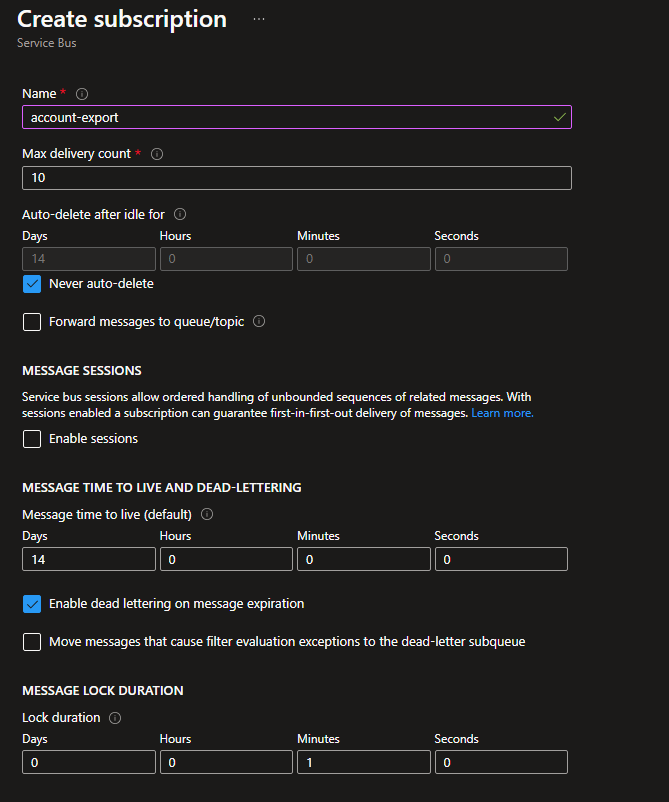 Create subscription ...
Service Bus
Name *
account-export
Max delivery count *
10
Auto-delete after idle for
Days Hours Minutes Seconds
14 0 0 0
Never auto-delete
Forward messages to queue/topic
MESSAGE SESSIONS
Service bus sessions allow ordered handling of unbounded sequences of related messages. With
sessions enabled a subscription can guarantee first-in-first-out delivery of messages. Learn more.
Enable sessions
MESSAGE TIME TO LIVE AND DEAD-LETTERING
Message time to live (default)
Days Hours Minutes Seconds
14 0 0 0
Enable dead lettering on message expiration
Move messages that cause filter evaluation exceptions to the dead-letter subqueue
MESSAGE LOCK DURATION
Lock duration
Days Hours Minutes Seconds
0 0 1 0